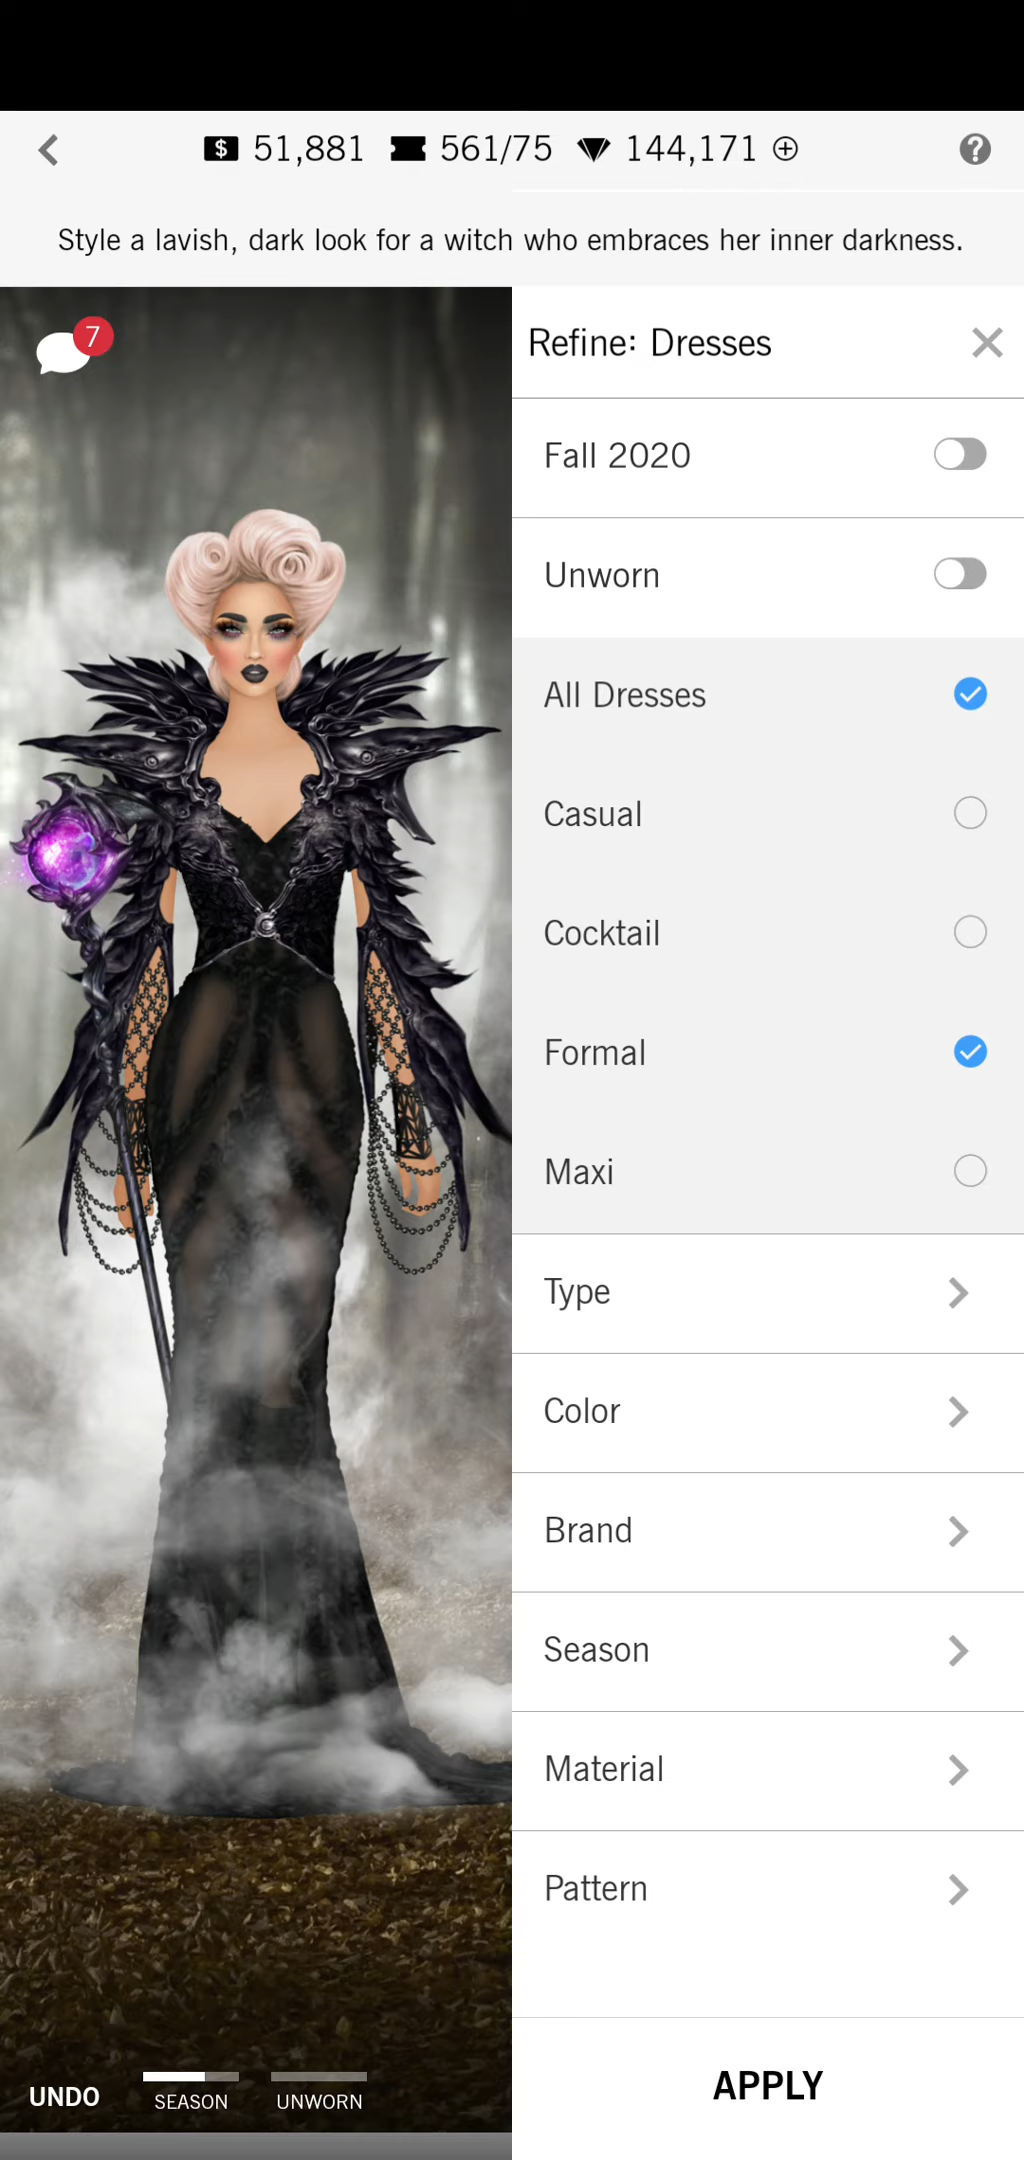 $ 51,881 561/75 144,171
Style a lavish, dark look for a witch who embraces her inner darkness.
7
Refine: Dresses
Fall 2020
Unworn
All Dresses
Casual
Cocktail
Formal
Maxi
Type
Color
Brand
Season
Material
Pattern
UNDO SEASON UNWORN
APPLY